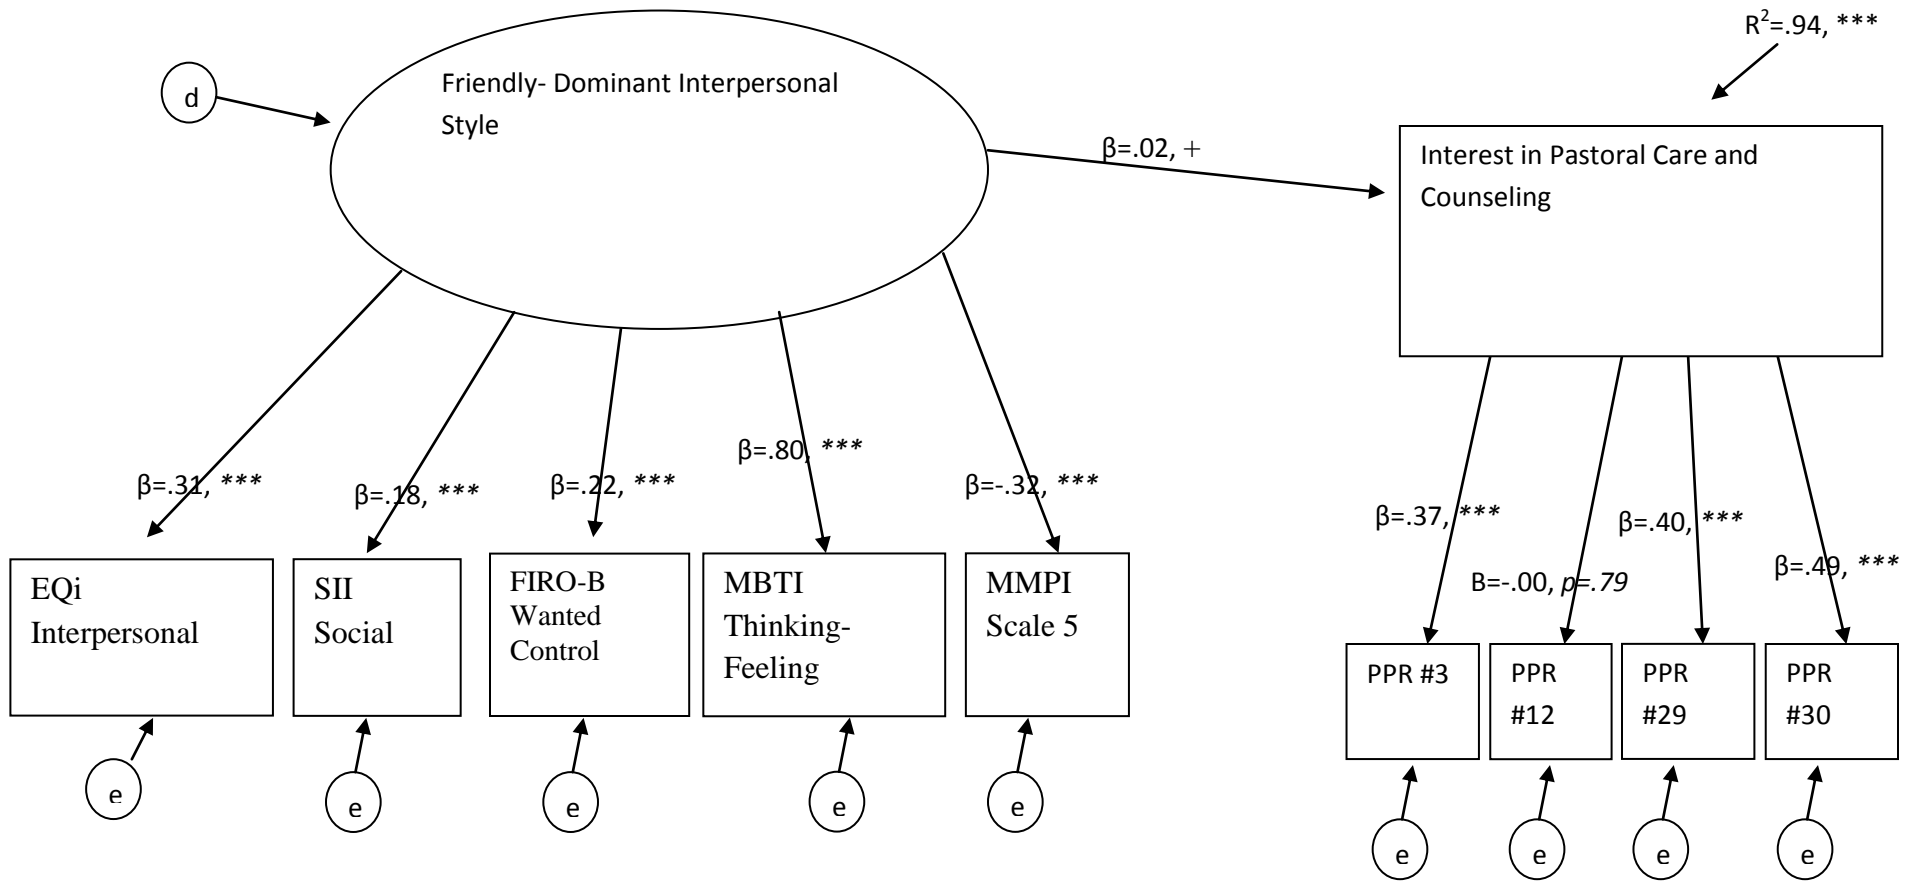 R²=.94, ***
Friendly- Dominant Interpersonal
Style
d
β=.02, +
Interest in Pastoral Care and
Counseling
β=.31, ***
β=.18, ***
β=.22, ***
β=.80, ***
β=-.32, ***
β=.37, ***
B=-.00, p=.79
β=.40, ***
β=.49, ***
EQi
Interpersonal
SII
Social
FIRO-B
Wanted
Control
MBTI
Thinking-
Feeling
MMPI
Scale 5
PPR #3
PPR
#12
PPR
#29
PPR
#30
e
e
e
e
e
e
e
e
e